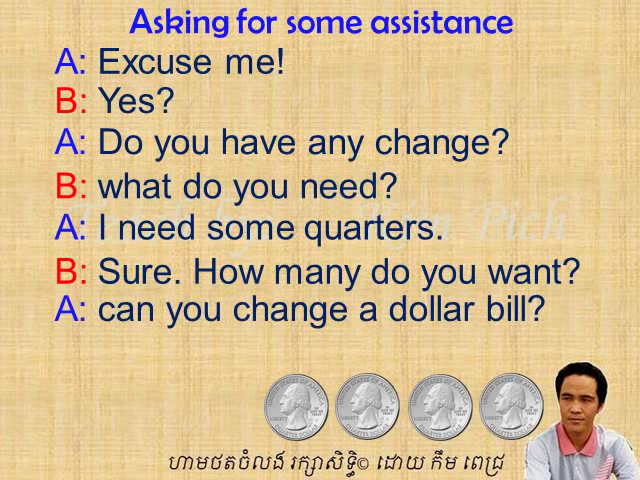 Asking for some assistance
A: Excuse me!
B: Yes?
A: Do you have any change?
B: what do you need?
A: I need some quarters.
B: Sure. How many do you want?
A: can you change a dollar bill?
ហាមថតចំលង រក្សាសិទ្ធិ© ដោយ កឹម ពេជ្រ